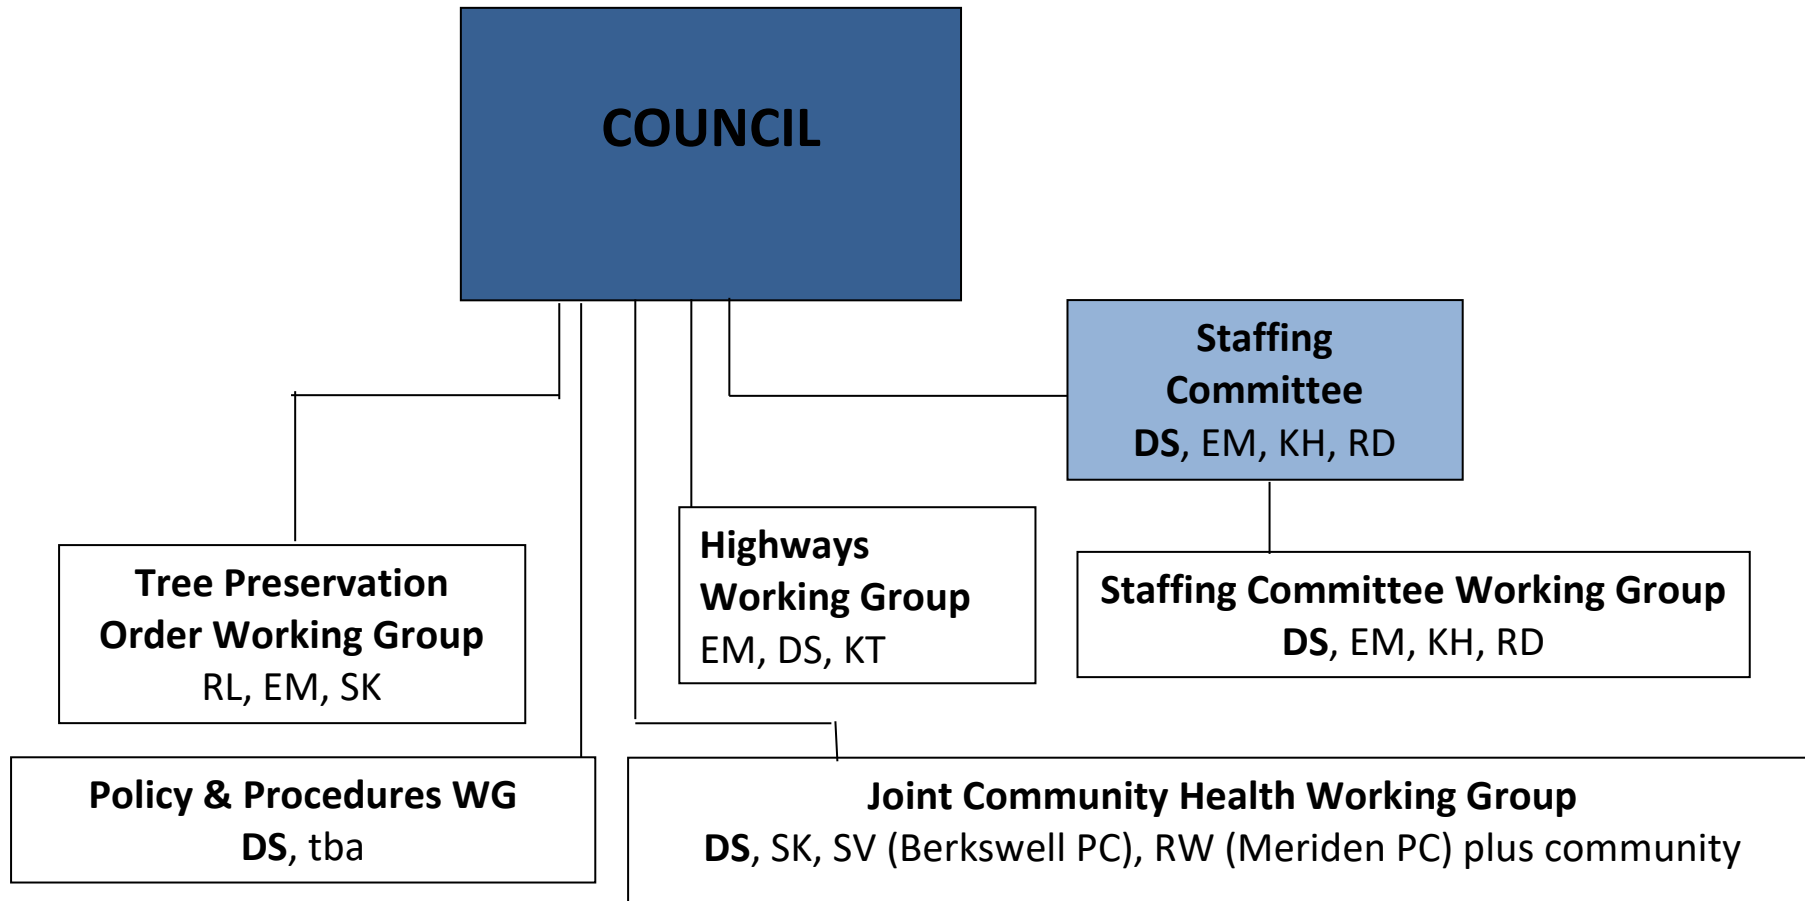 COUNCIL
Staffing
Committee
DS, EM, KH, RD
Highways
Working Group
EM, DS, KT
Staffing Committee Working Group
DS, EM, KH, RD
Tree Preservation
Order Working Group
RL, EM, SK
Policy & Procedures WG
DS, tba
Joint Community Health Working Group
DS, SK, SV (Berkswell PC), RW (Meriden PC) plus community